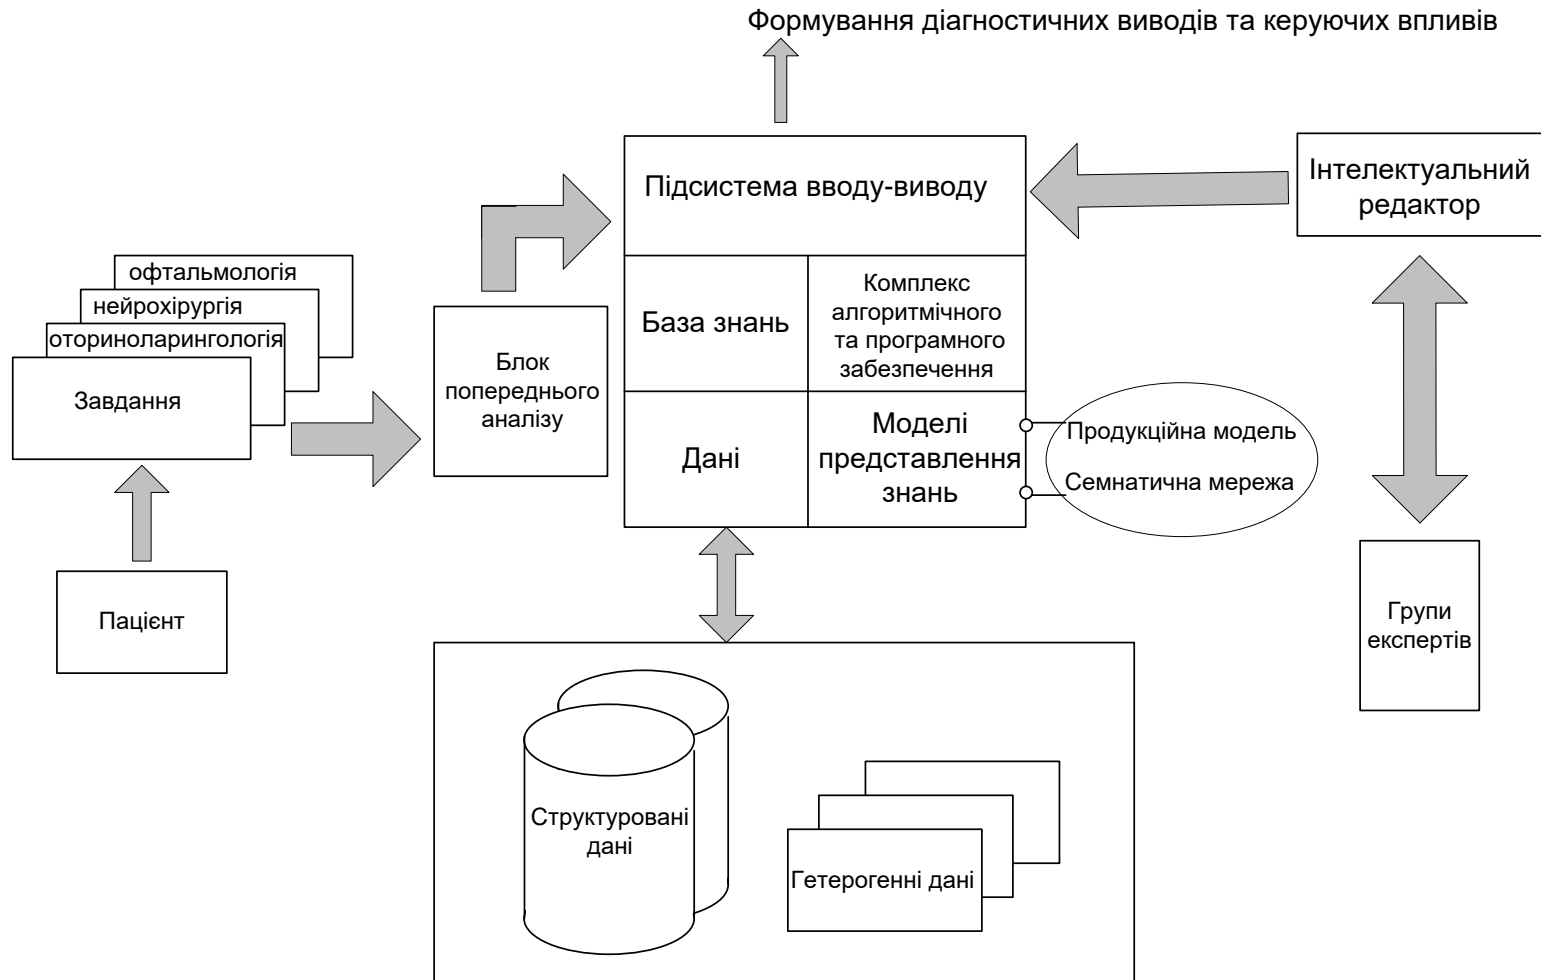 Формування діагностичних виводів та керуючих впливів
Підсистема вводу-виводу
Інтелектуальний
редактор
офтальмологія
нейрохірургія
оториноларингологія
Завдання
Блок
попереднього
аналізу
База знань
Комплекс
алгоритмічного
та програмного
забезпечення
Дані
Моделі
представлення
знань
Продукційна модель
Семнатична мережа
Пацієнт
Групи
експертів
Структуровані
дані
Гетерогенні дані